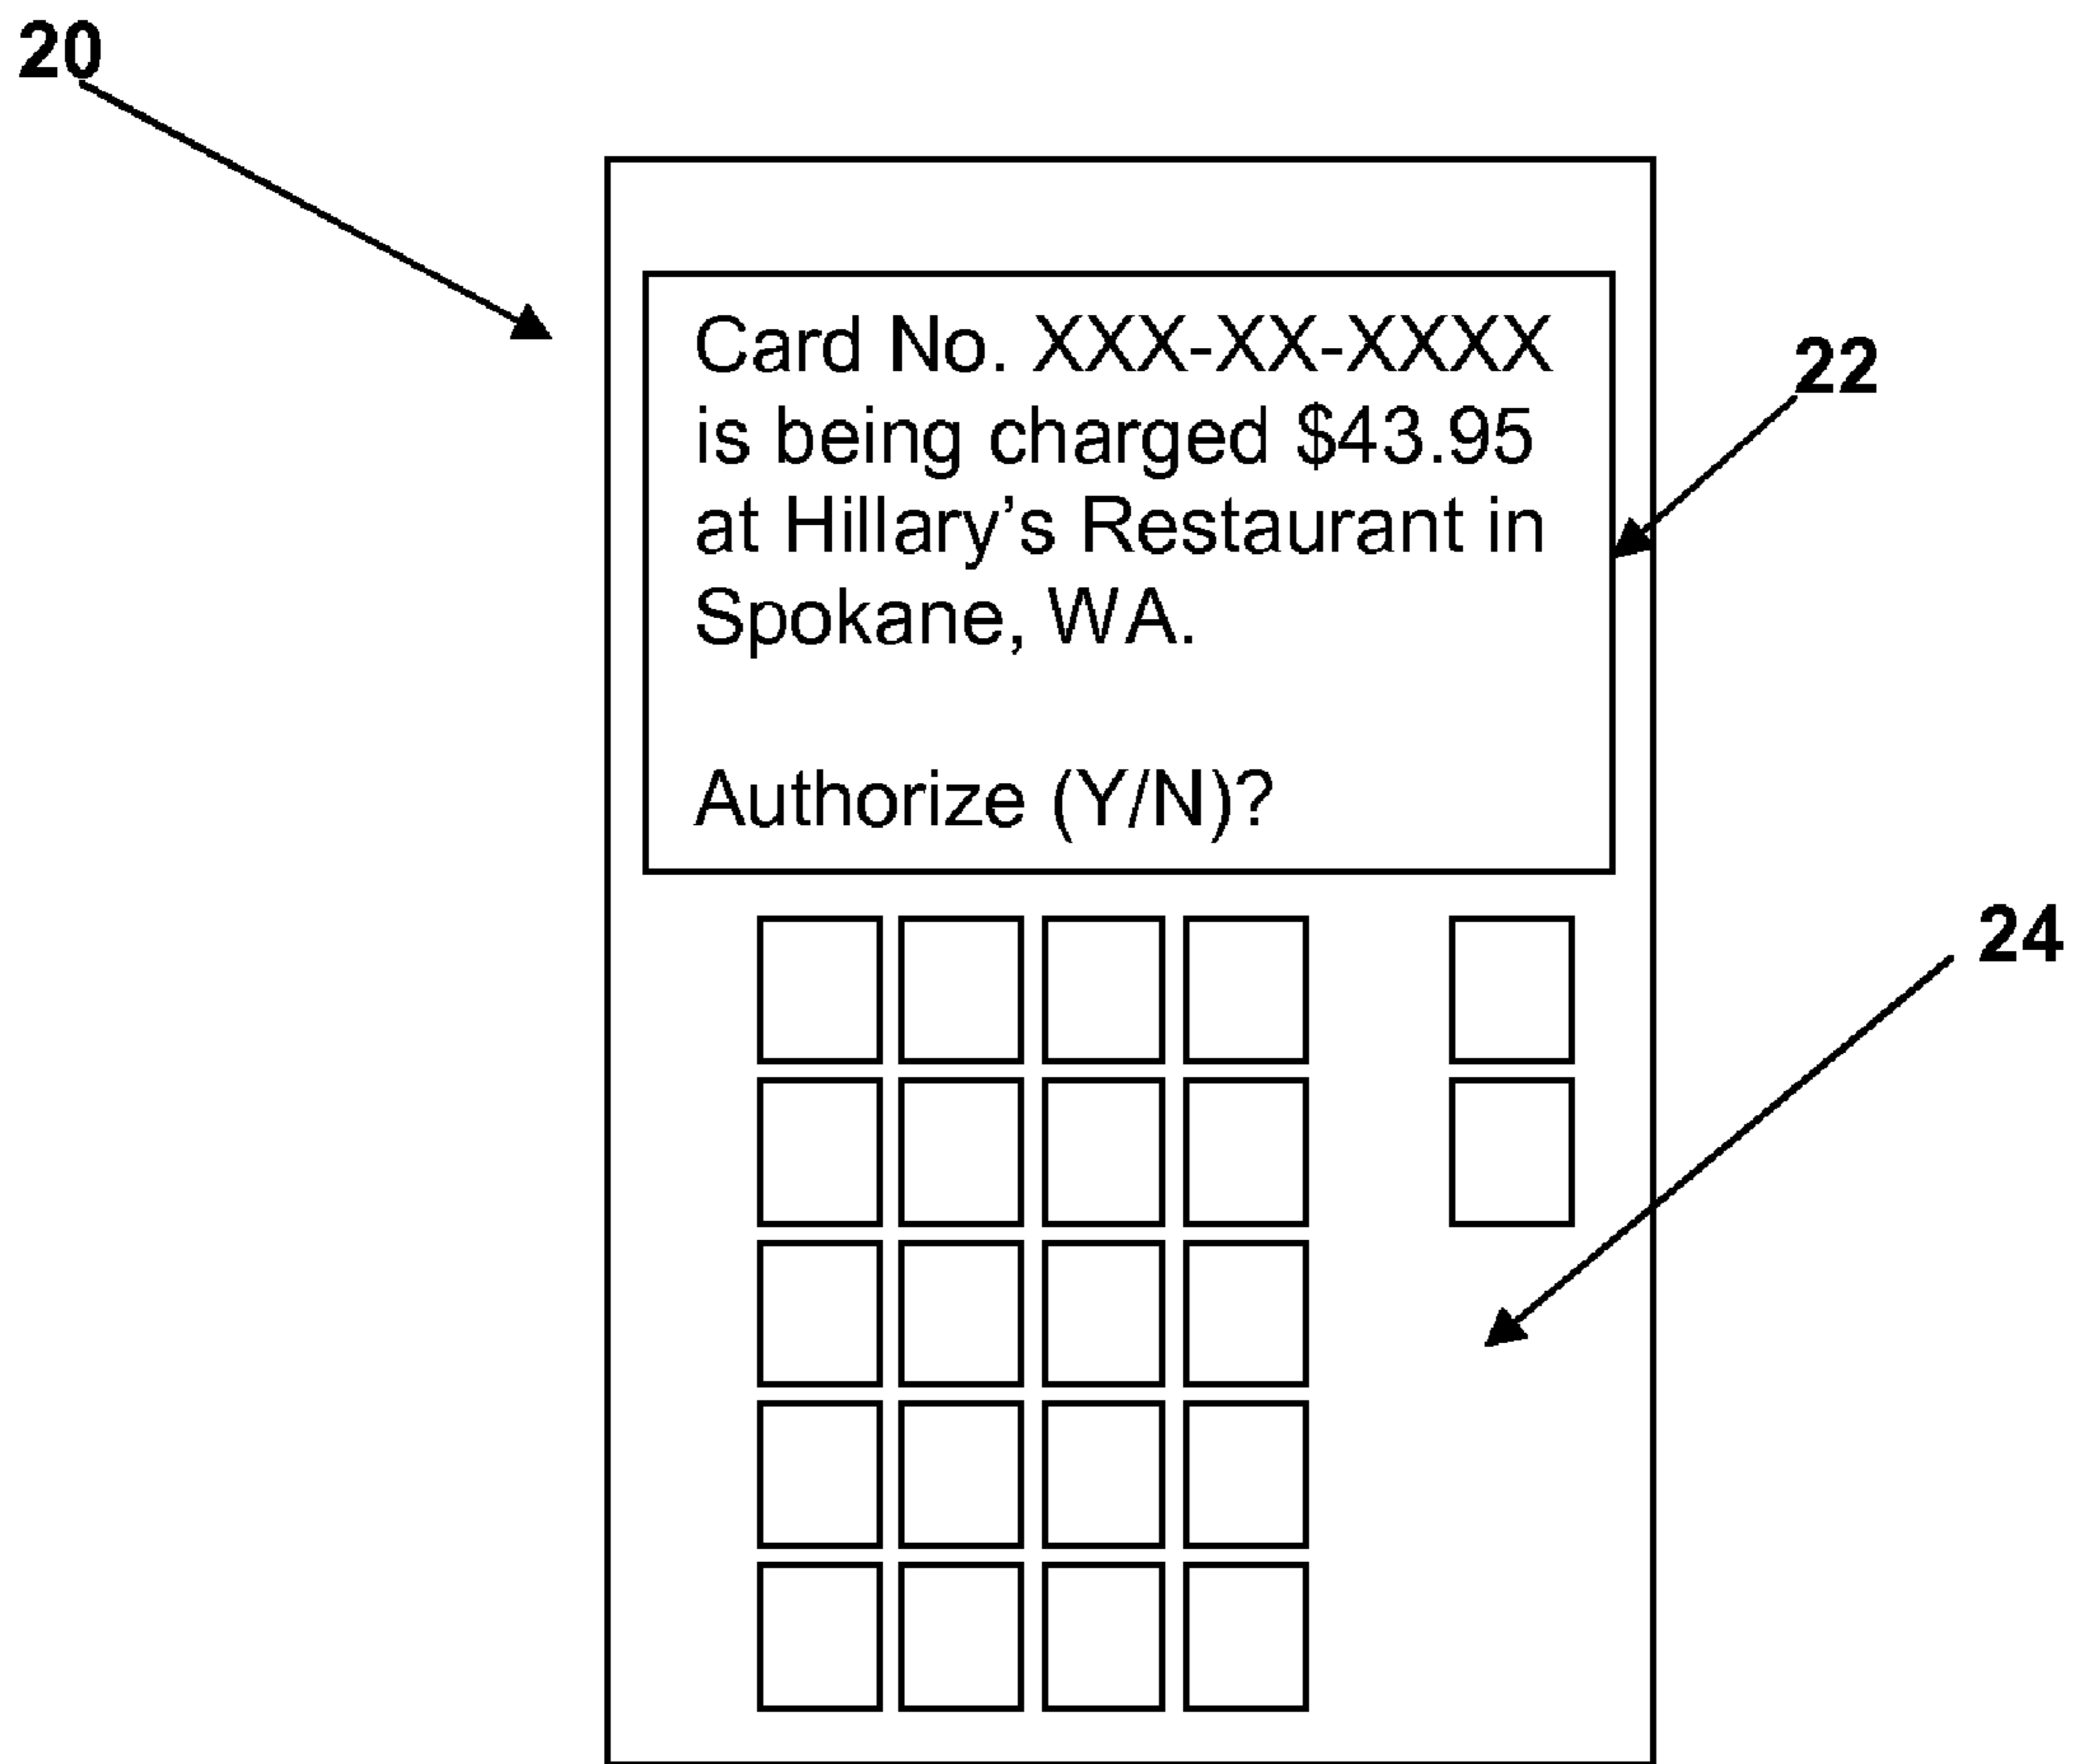 20
Card No. XXX-XX-XXXX
is being charged $43.95
at Hillary’s Restaurant in
Spokane, WA.
Authorize (Y/N)?
22
24